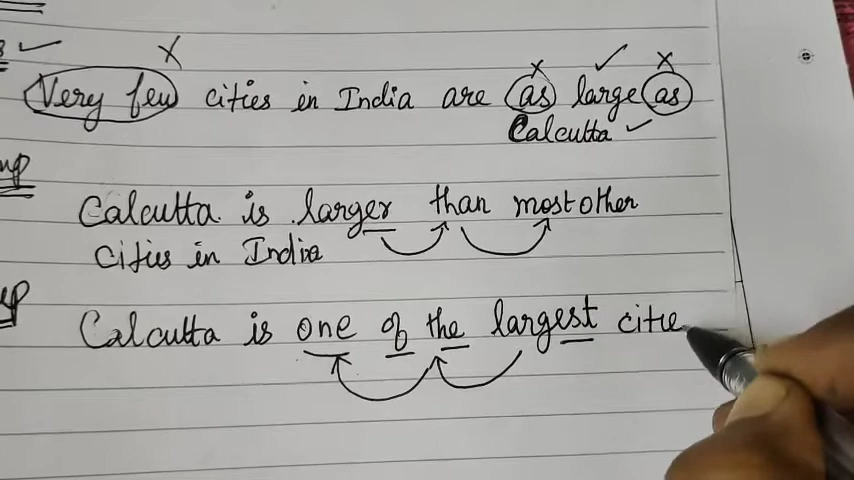 Very few cities in India are as large as
Calcutta
Calcutta is larger than most other
cities in India
Calcutta is one of the largest citie